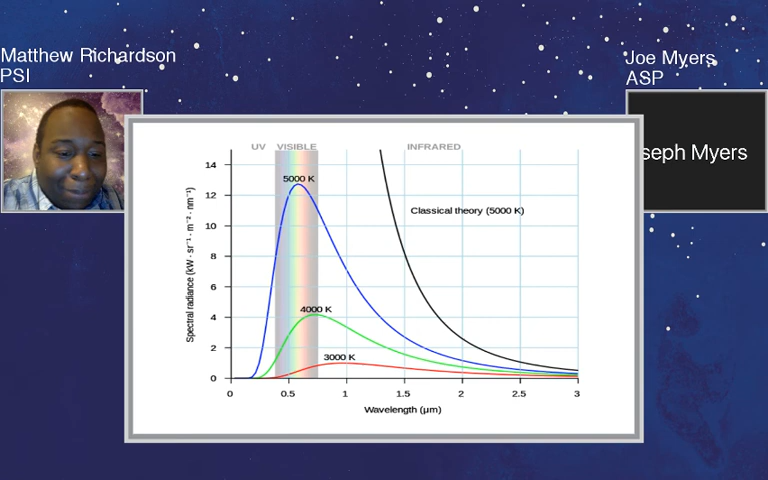 Matthew Richardson
PSI
Joe Myers
ASP
seph Myers
UV VISIBLE INFRARED
14
12
10
8
6
4
2
0
Spectral radiance (kW · sr⁻¹ · m⁻² · nm⁻¹)
5000 K
Classical theory (5000 K)
4000 K
3000 K
0 0.5 1 1.5 2 2.5 3
Wavelength (μm)